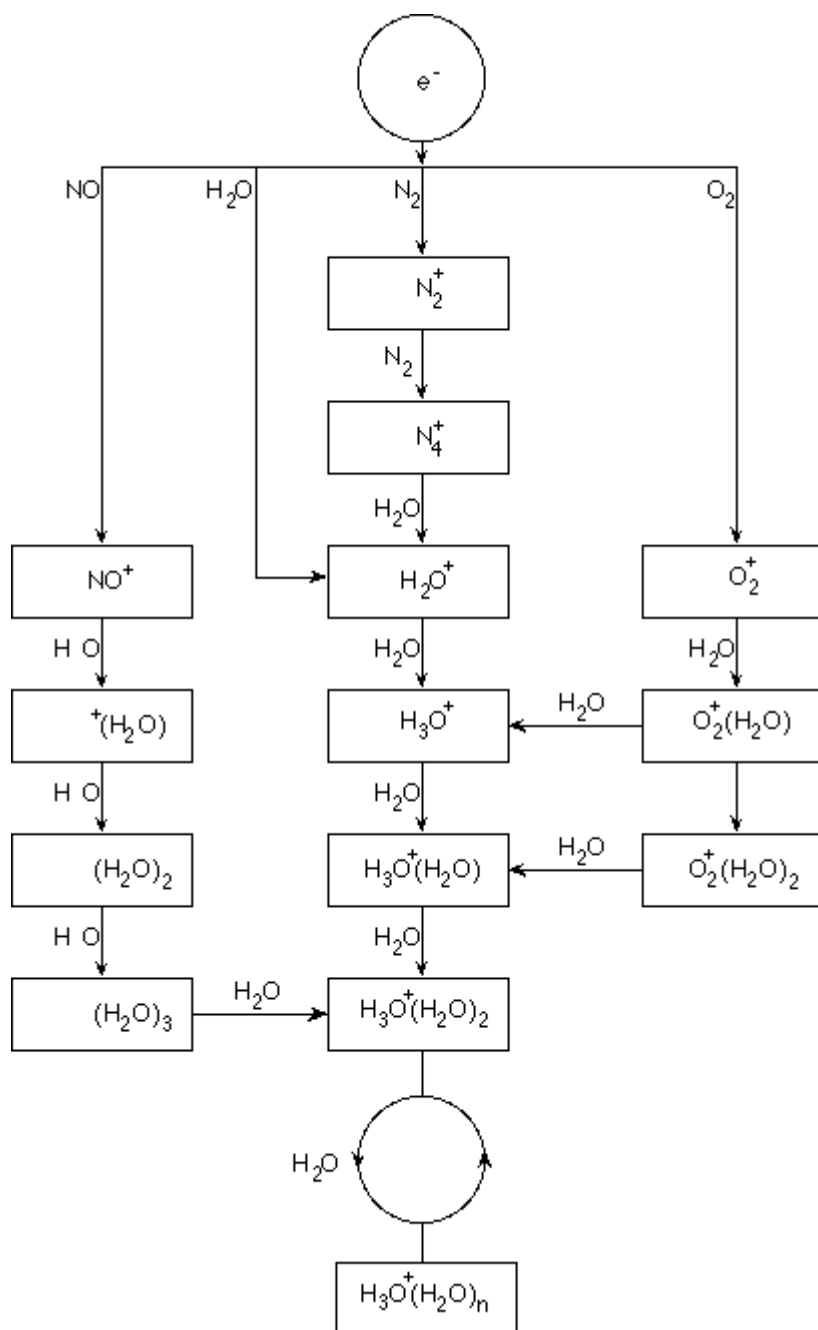 e⁻
NO
H₂O
N₂
O₂
N₂⁺
N₂
N₄⁺
H₂O
NO⁺
H₂O⁺
O₂⁺
H O
H₂O
H₂O
⁺(H₂O)
H₃O⁺
H₂O
O₂⁺(H₂O)
H O
H₂O
(H₂O)₂
H₃O⁺(H₂O)
H₂O
O₂⁺(H₂O)₂
H O
H₂O
(H₂O)₃
H₂O
H₃O⁺(H₂O)₂
H₂O
H₃O⁺(H₂O)ₙ